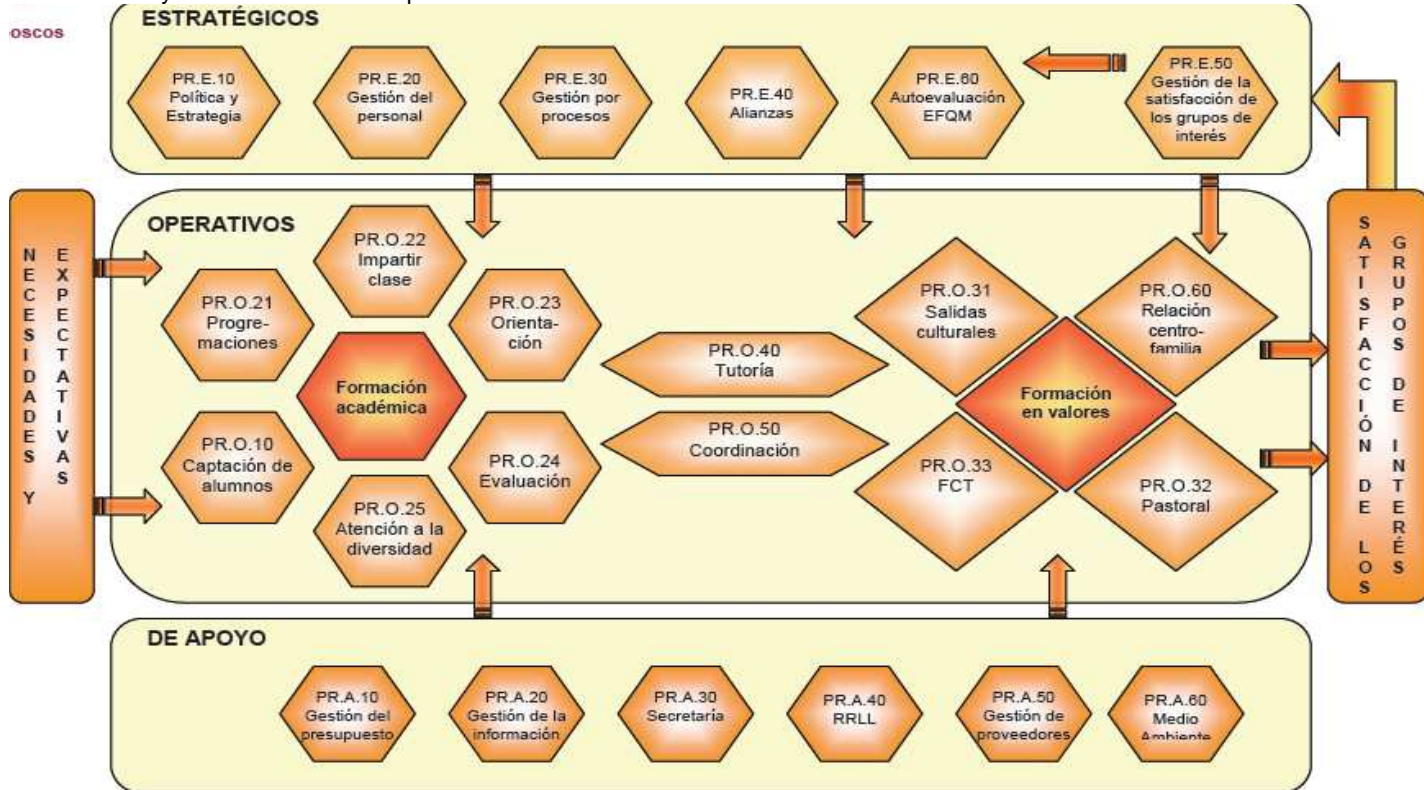 ESTRATÉGICOS
oscos
PR.E.10
Política y
Estrategia
PR.E.20
Gestión del
personal
PR.E.30
Gestión por
procesos
PR.E.40
Alianzas
PR.E.60
Autoevaluación
EFQM
PR.E.50
Gestión de la
satisfacción de
los grupos de
interés
NECESIDADES Y
EXPECTATIVAS
OPERATIVOS
PR.O.22
Impartir
clase
PR.O.21
Progre-
maciones
PR.O.23
Orienta-
ción
Formación
académica
PR.O.10
Captación de
alumnos
PR.O.24
Evaluación
PR.O.25
Atención a la
diversidad
PR.O.40
Tutoría
PR.O.50
Coordinación
PR.O.31
Salidas
culturales
PR.O.60
Relación
centro-
familia
Formación
en valores
PR.O.33
FCT
PR.O.32
Pastoral
SATISFACCIÓN DE LOS
GRUPOS DE INTERÉS
DE APOYO
PR.A.10
Gestión del
presupuesto
PR.A.20
Gestión de la
información
PR.A.30
Secretaría
PR.A.40
RRLL
PR.A.50
Gestión de
proveedores
PR.A.60
Medio
Ambiente